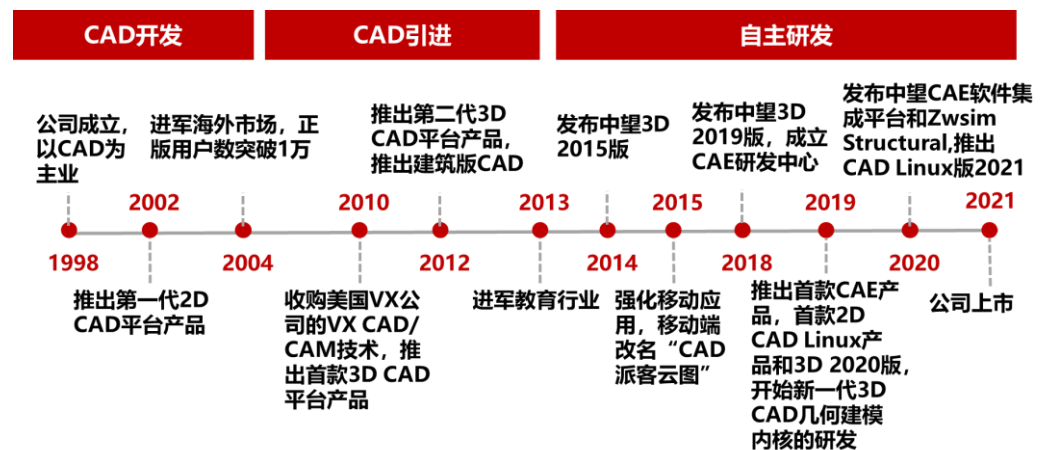 CAD开发
CAD引进
自主研发
公司成立，
以CAD为
主业
进军海外市场，正
版用户数突破1万
推出第二代3D
CAD平台产品，
推出建筑版CAD
发布中望3D
2015版
发布中望3D
2019版，成立
CAE研发中心
发布中望CAE软件集
成平台和Zwsim
Structural,推出
CAD Linux版2021
2002
2010
2013
2015
2019
2021
1998
2004
2012
2014
2018
2020
推出第一代2D
CAD平台产品
收购美国VX公
司的VX CAD/
CAM技术，推
出首款3D CAD
平台产品
进军教育行业
强化移动应
用，移动端
改名“CAD
派客云图”
推出首款CAE产
品，首款2D
CAD Linux产
品和3D 2020版，
开始新一代3D
CAD几何建模
内核的研发
公司上市